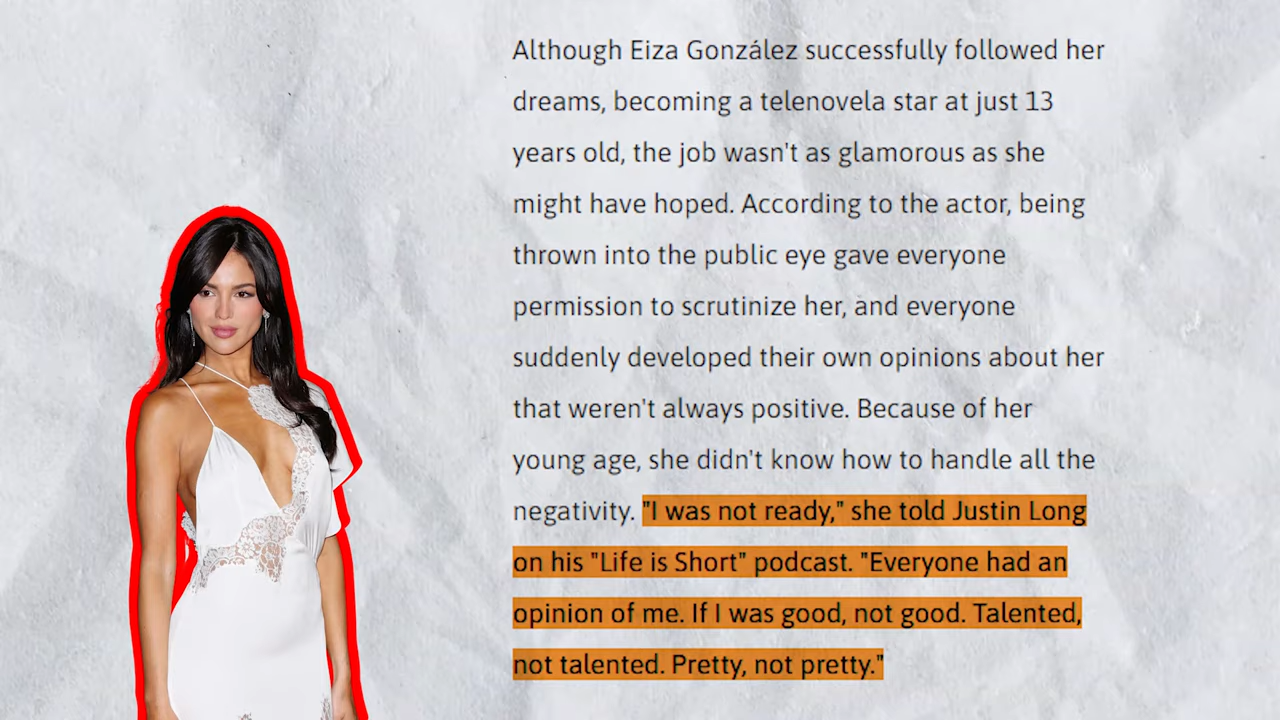 Although Eiza González successfully followed her
dreams, becoming a telenovela star at just 13
years old, the job wasn't as glamorous as she
might have hoped. According to the actor, being
thrown into the public eye gave everyone
permission to scrutinize her, and everyone
suddenly developed their own opinions about her
that weren't always positive. Because of her
young age, she didn't know how to handle all the
negativity. "I was not ready," she told Justin Long
on his "Life is Short" podcast. "Everyone had an
opinion of me. If I was good, not good. Talented,
not talented. Pretty, not pretty."